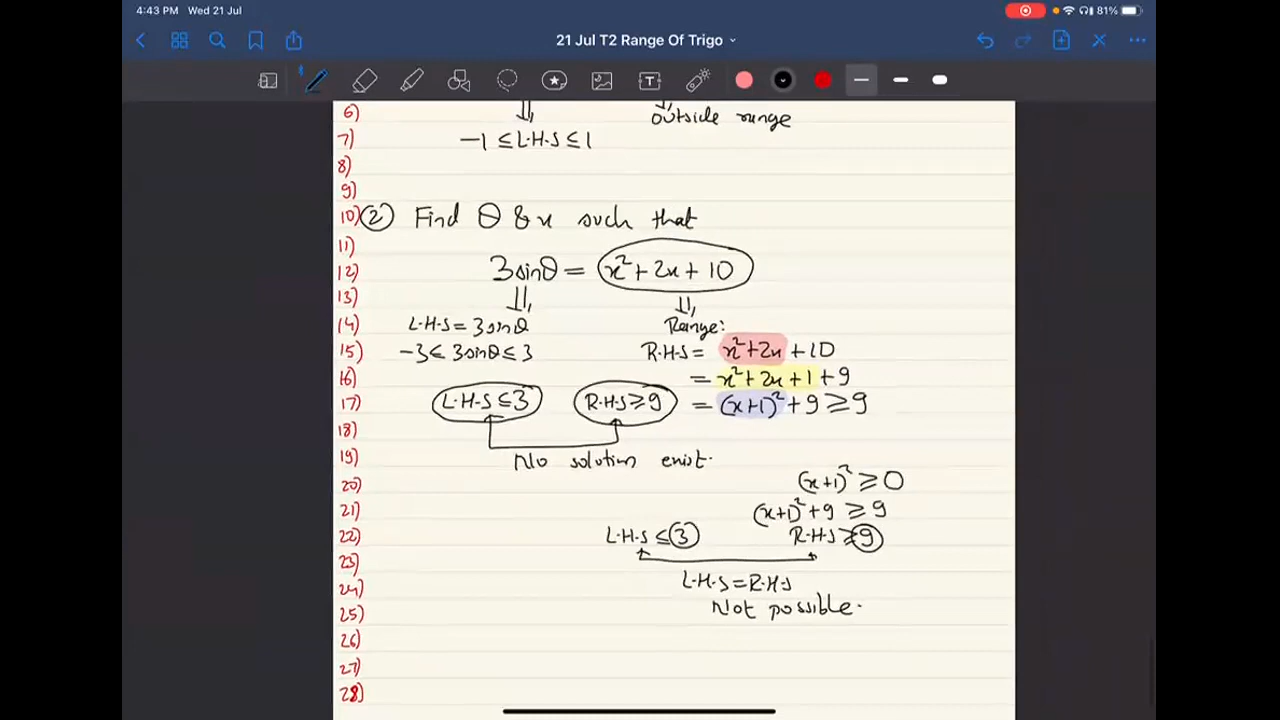 4:43 PM Wed 21 Jul
81%
21 Jul T2 Range Of Trigo
T
6) outside range
7) -1 ≤ L.H.S ≤ 1
8)
9)
10) ② Find θ & x such that
11)
12) 3sinθ = x² + 2x + 10
13)
14) L.H.S = 3sinθ Range:
15) -3 ≤ 3sinθ ≤ 3 R.H.S = x² + 2x + 10
16) = x² + 2x + 1 + 9
17) L.H.S ≤ 3 R.H.S ≥ 9 = (x+1)² + 9 ≥ 9
18)
19) No solution exist.
20) (x+1)² ≥ 0
21) (x+1)² + 9 ≥ 9
22) L.H.S ≤ 3 R.H.S ≥ 9
23)
24) L.H.S = R.H.S
25) Not possible.
26)
27)
28)